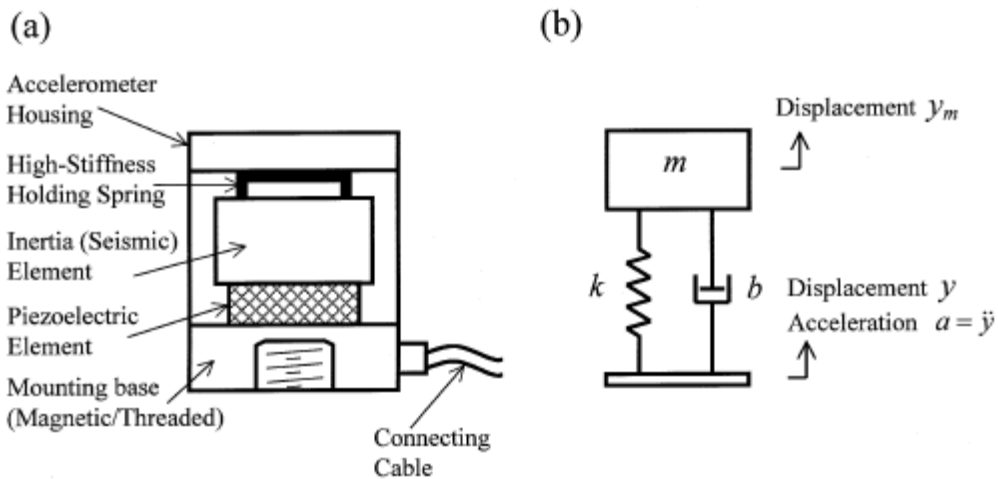 (a)
Accelerometer
Housing
High-Stiffness
Holding Spring
Inertia (Seismic)
Element
Piezoelectric
Element
Mounting base
(Magnetic/Threaded)
Connecting
Cable
(b)
Displacement yₘ
m
k
b
Displacement y
Acceleration a = ÿ